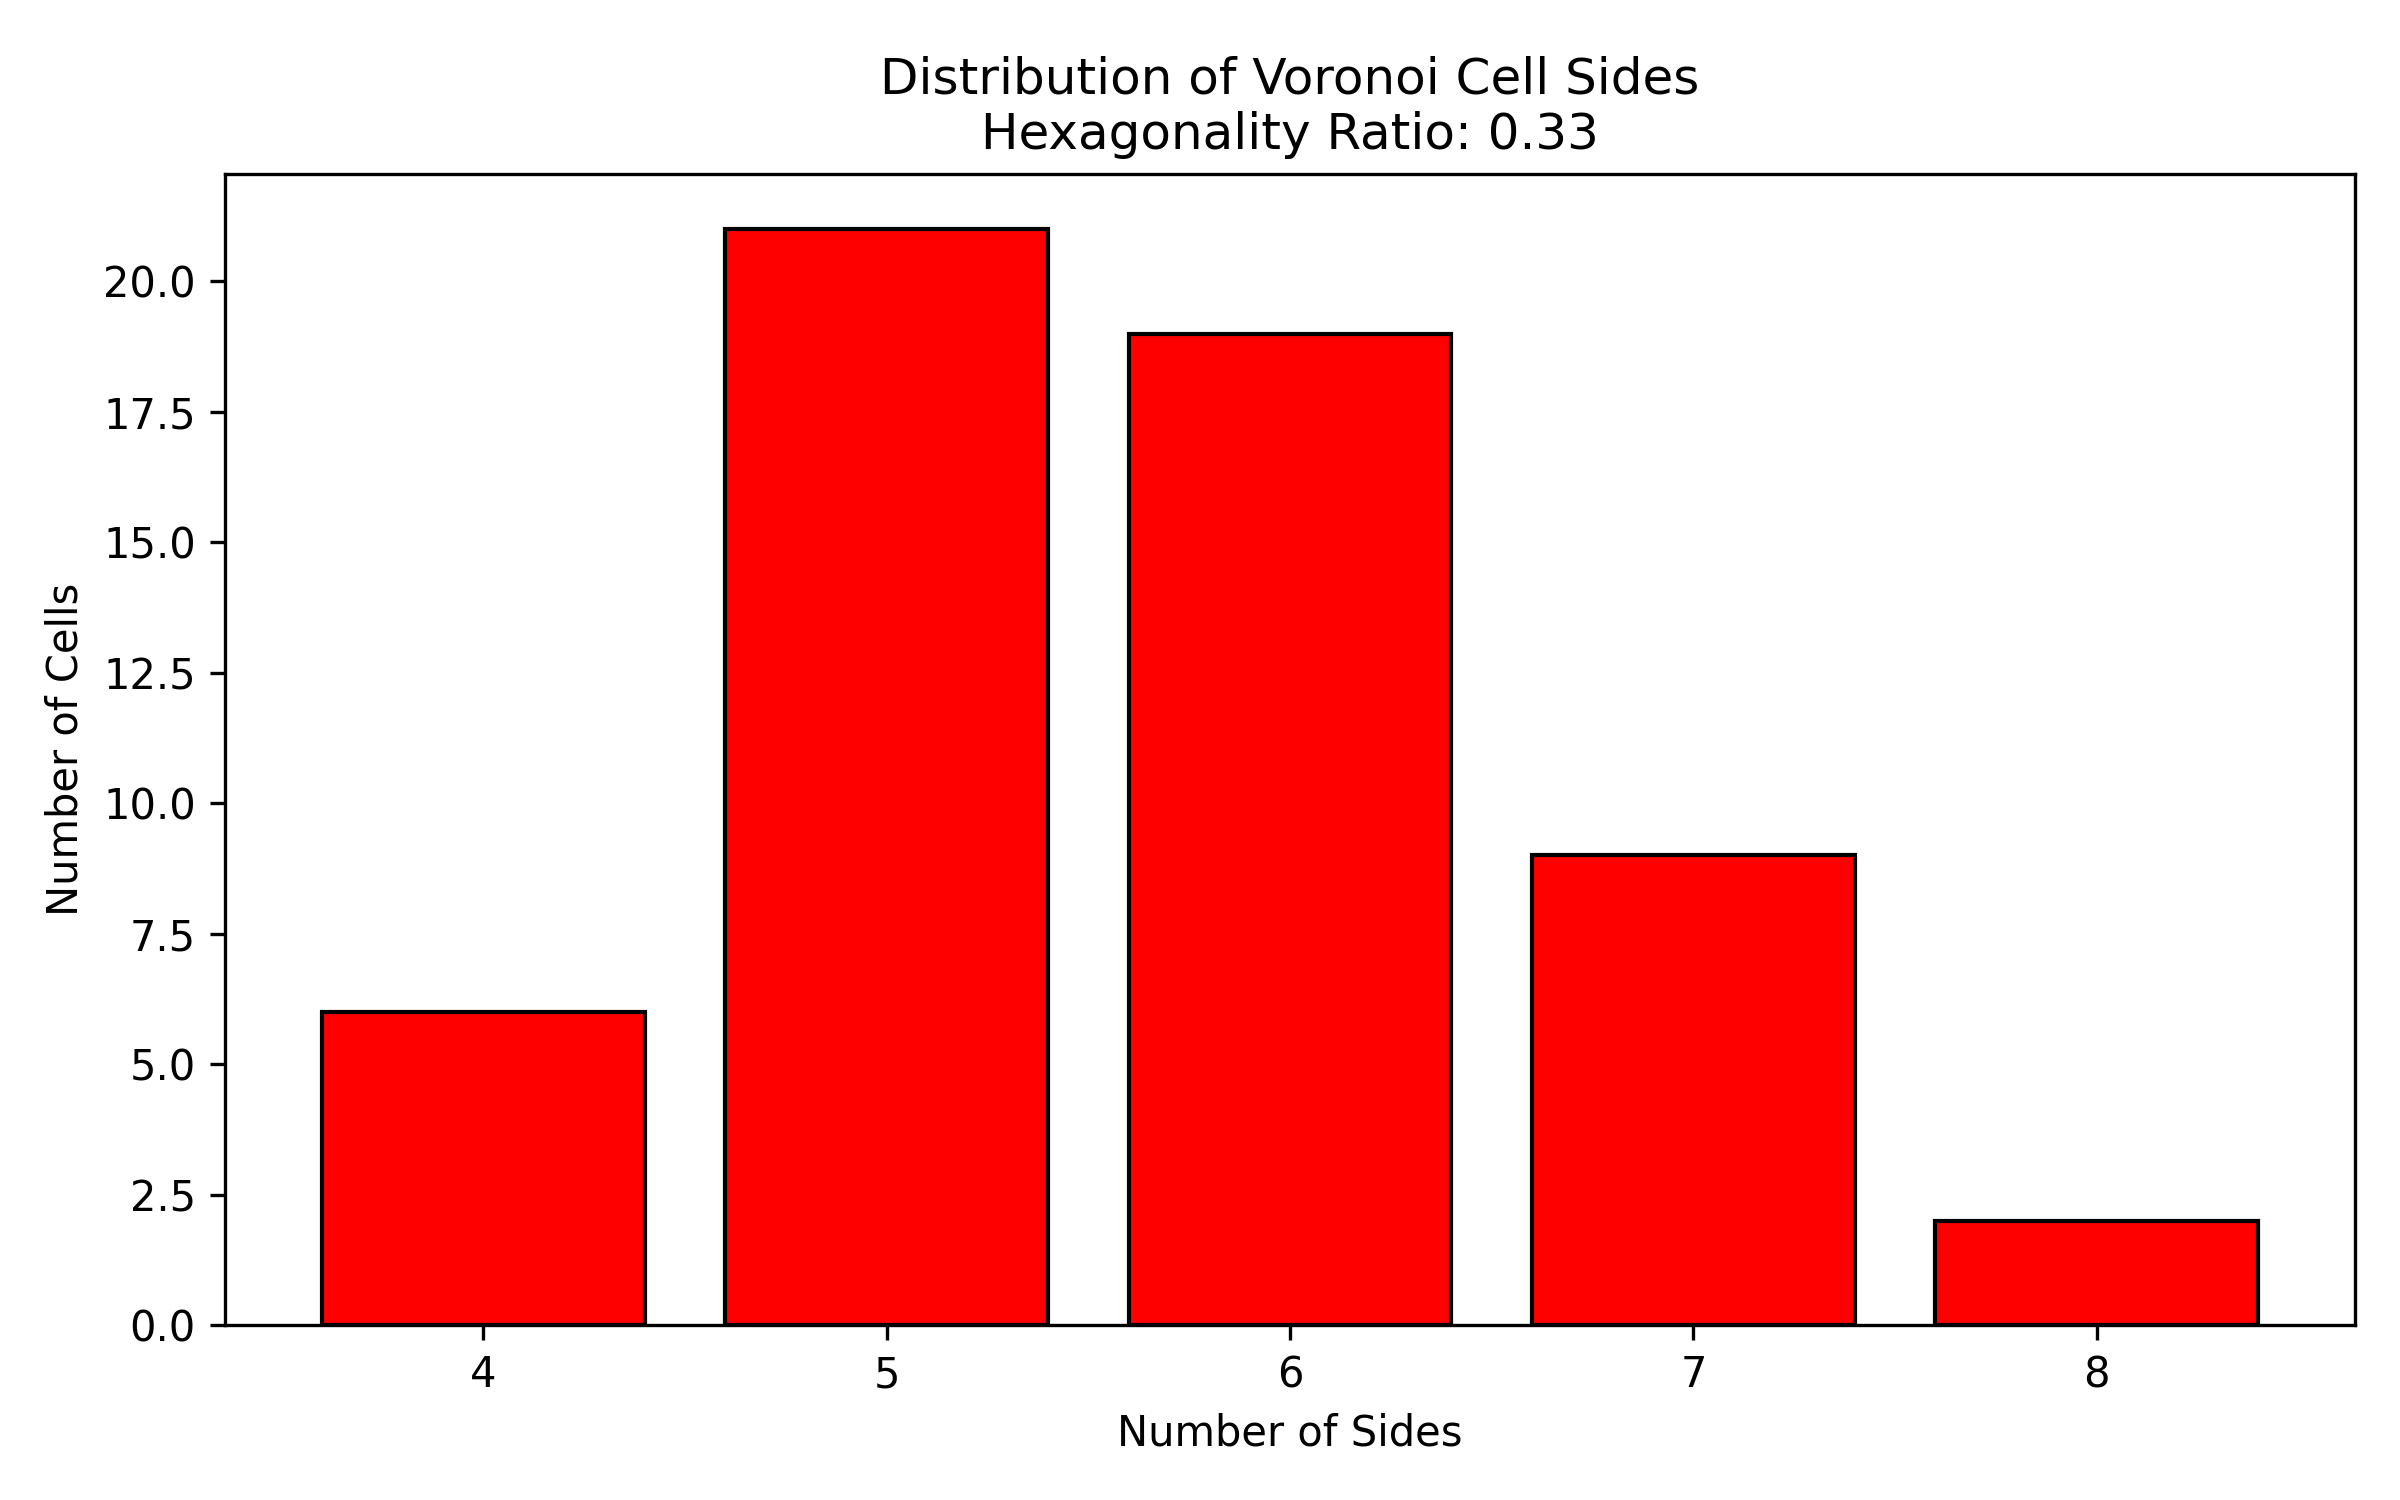 Distribution of Voronoi Cell Sides
Hexagonality Ratio: 0.33
Number of Cells
20.0
17.5
15.0
12.5
10.0
7.5
5.0
2.5
0.0
4 5 6 7 8
Number of Sides